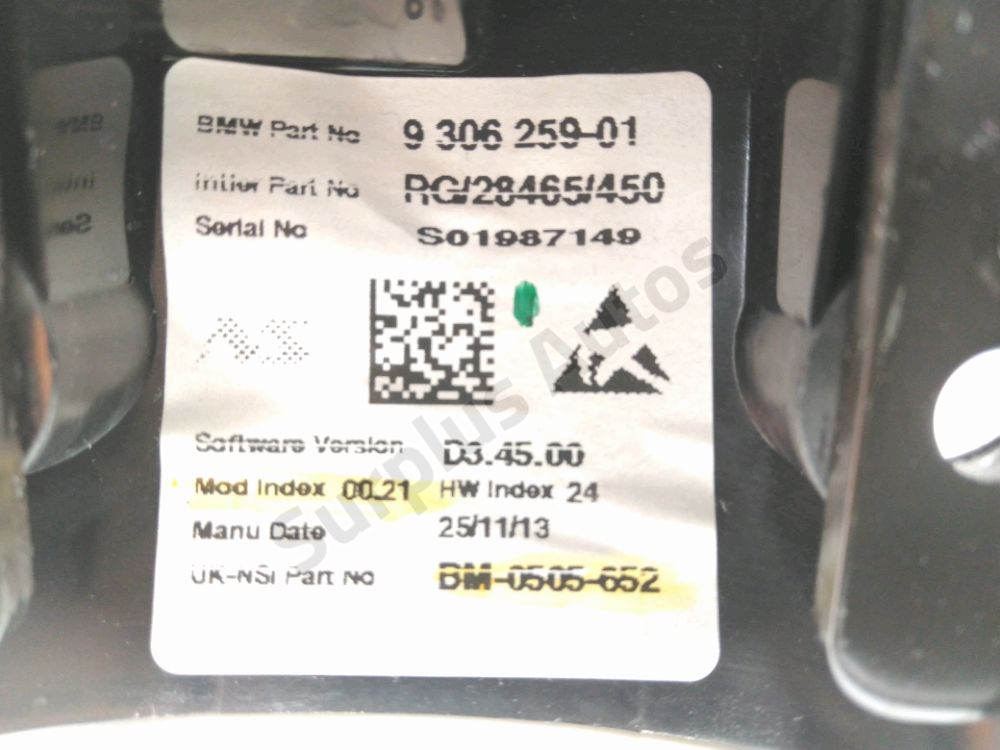 BMW Part No 9 306 259-01
Intier Part No RG/28465/450
Serial No S01987149
Software Version D3.45.00
Mod Index 00.21 HW Index 24
Manu Date 25/11/13
UK-NSI Part No BM-0505-652
Surplus Autos